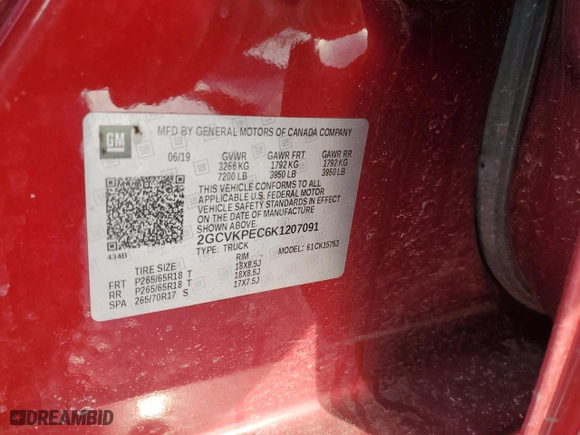 GM
MFD BY GENERAL MOTORS OF CANADA COMPANY
06/19 GVWR GAWR FRT GAWR RR
3266 KG 1792 KG 1792 KG
7200 LB 3950 LB 3950 LB
THIS VEHICLE CONFORMS TO ALL
APPLICABLE U.S. FEDERAL MOTOR
VEHICLE SAFETY STANDARDS IN EFFECT
ON THE DATE OF MANUFACTURE
2GCVKPEC6K1207091
434B TYPE: TRUCK MODEL: 61CK15753
TIRE SIZE RIM
FRT P265/65R18 T 18X8.5J
RR P265/65R18 T 18X8.5J
SPA 265/70R17 S 17X7.5J
DREAMBID